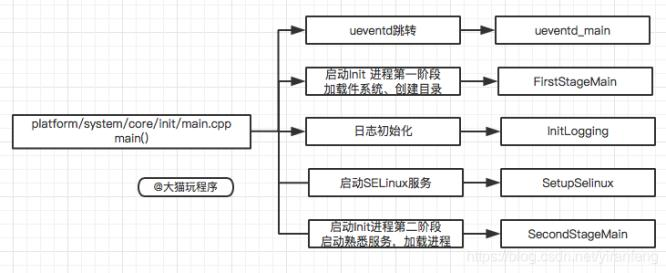 ueventd跳转
ueventd_main
启动Init 进程第一阶段
加载件系统、创建目录
FirstStageMain
platform/system/core/init/main.cpp
main()
日志初始化
InitLogging
@大猫玩程序
启动SELinux服务
SetupSelinux
启动Init进程第二阶段
启动熟悉服务，加载进程
SecondStageMain
https://blog.csdn.net/yiranfeng